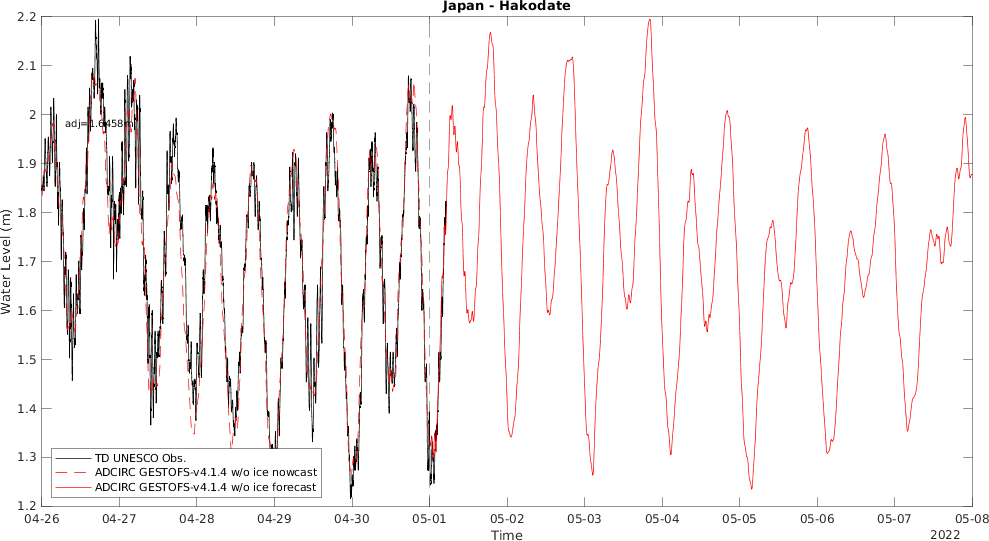 Japan - Hakodate
Water Level (m)
2.2
2.1
2
1.9
1.8
1.7
1.6
1.5
1.4
1.3
1.2
adj=1.6458m
TD UNESCO Obs.
ADCIRC GESTOFS-v4.1.4 w/o ice nowcast
ADCIRC GESTOFS-v4.1.4 w/o ice forecast
04-26 04-27 04-28 04-29 04-30 05-01 05-02 05-03 05-04 05-05 05-06 05-07 05-08
Time
2022